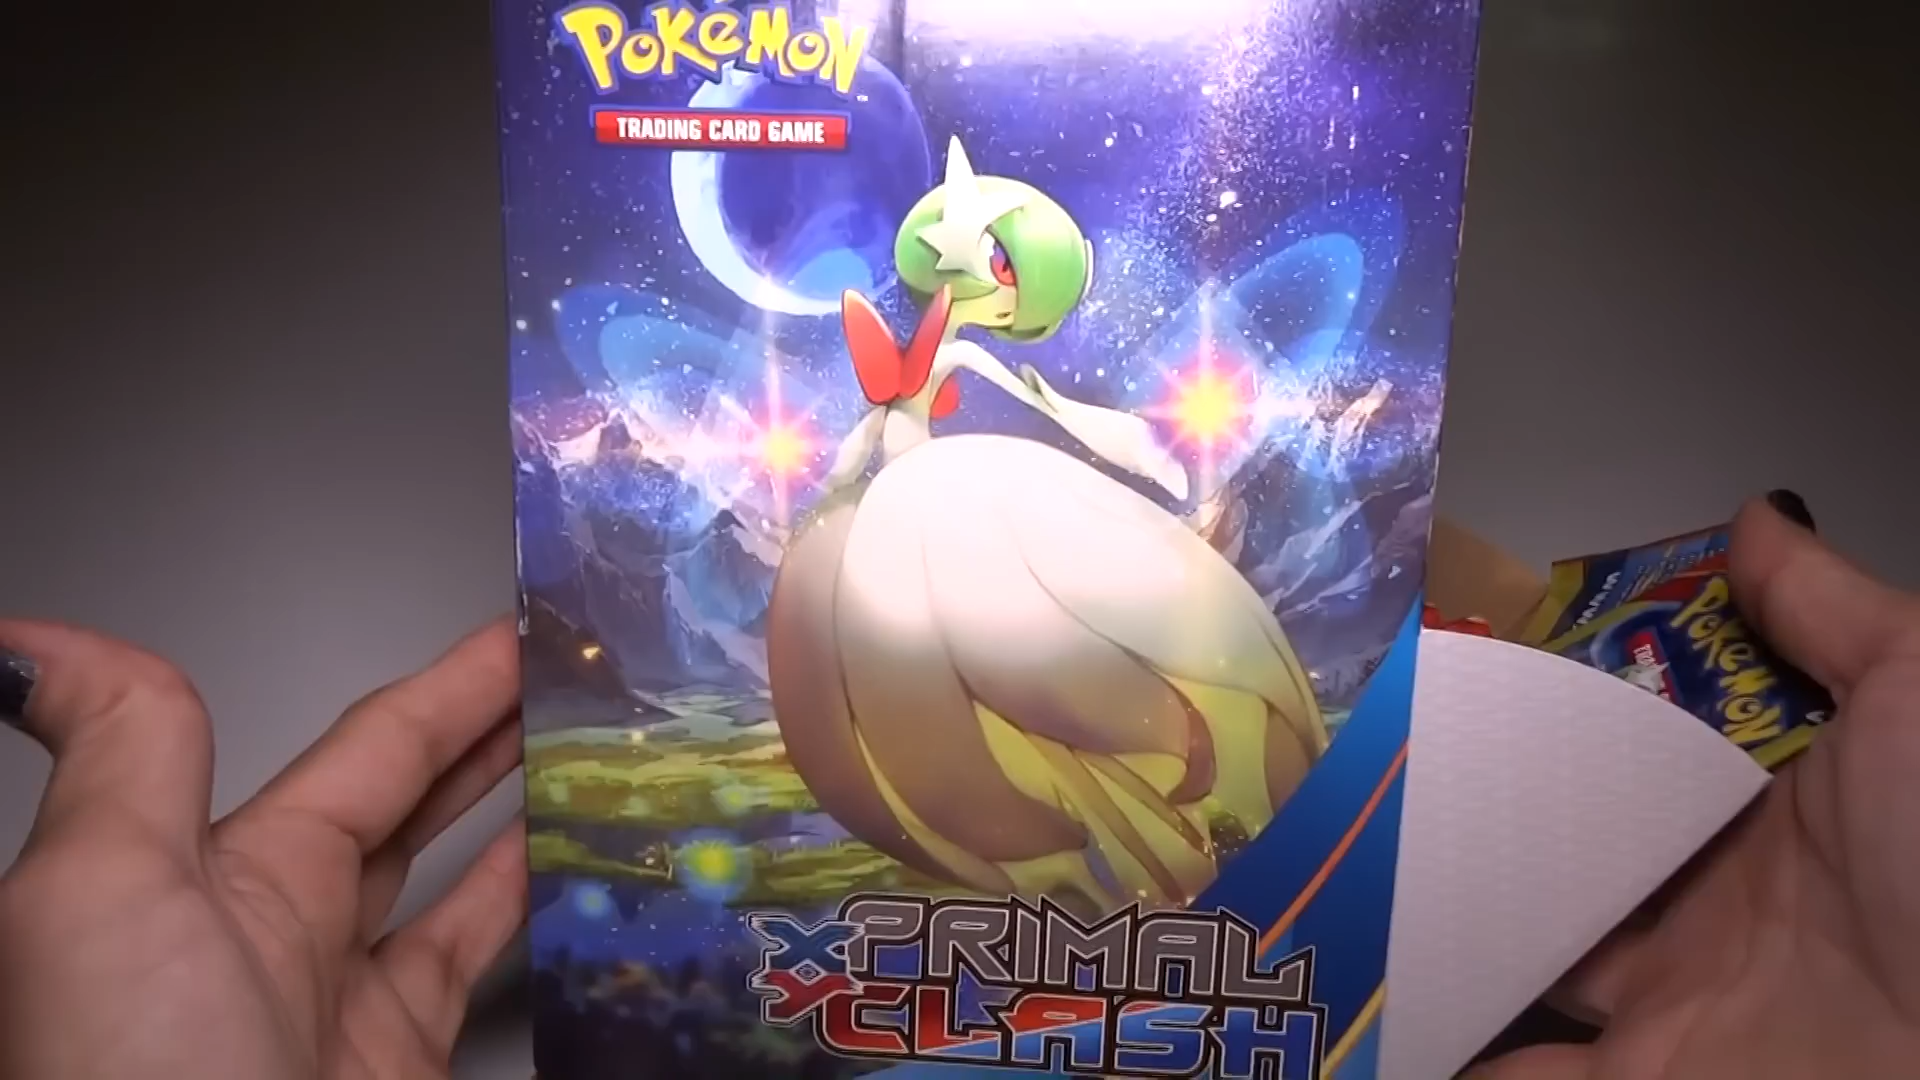 POKéMON
TRADING CARD GAME
XY PRIMAL
CLASH
POKéMON